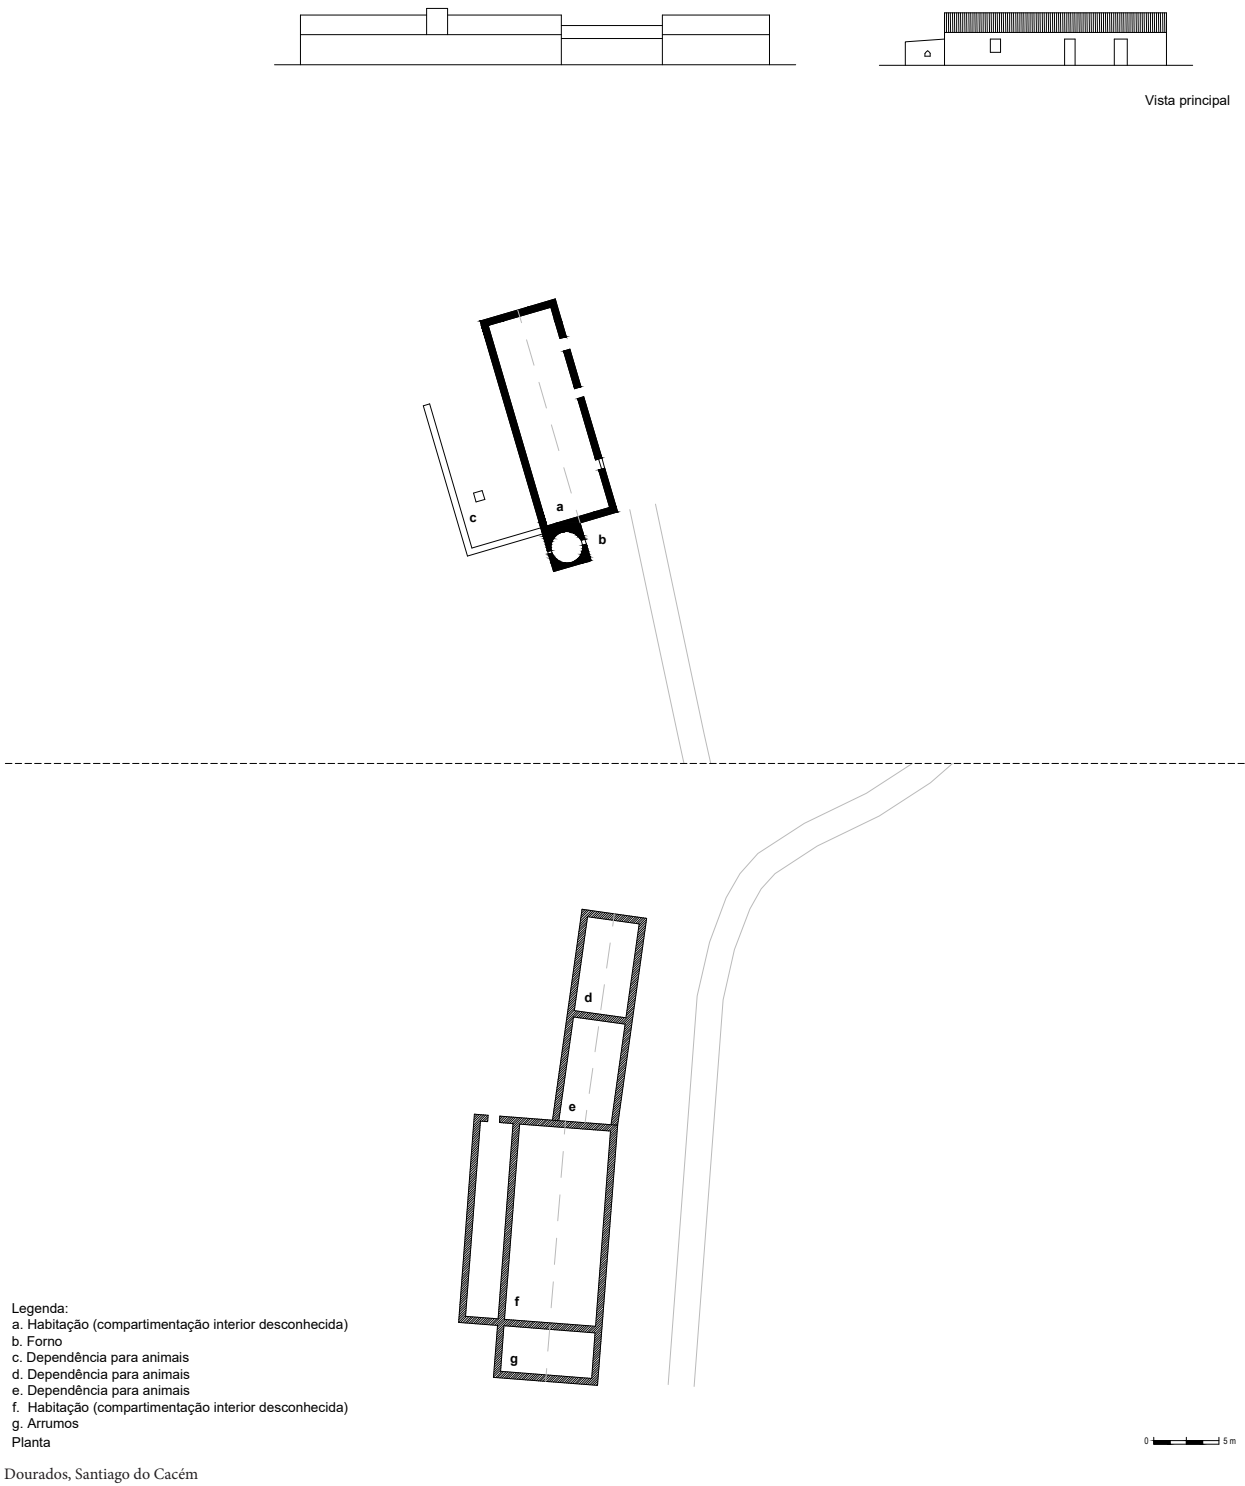 Vista principal
a
c
b
d
e
f
g
Legenda:
a. Habitação (compartimentação interior desconhecida)
b. Forno
c. Dependência para animais
d. Dependência para animais
e. Dependência para animais
f. Habitação (compartimentação interior desconhecida)
g. Arrumos
Planta
0 5 m
Dourados, Santiago do Cacém